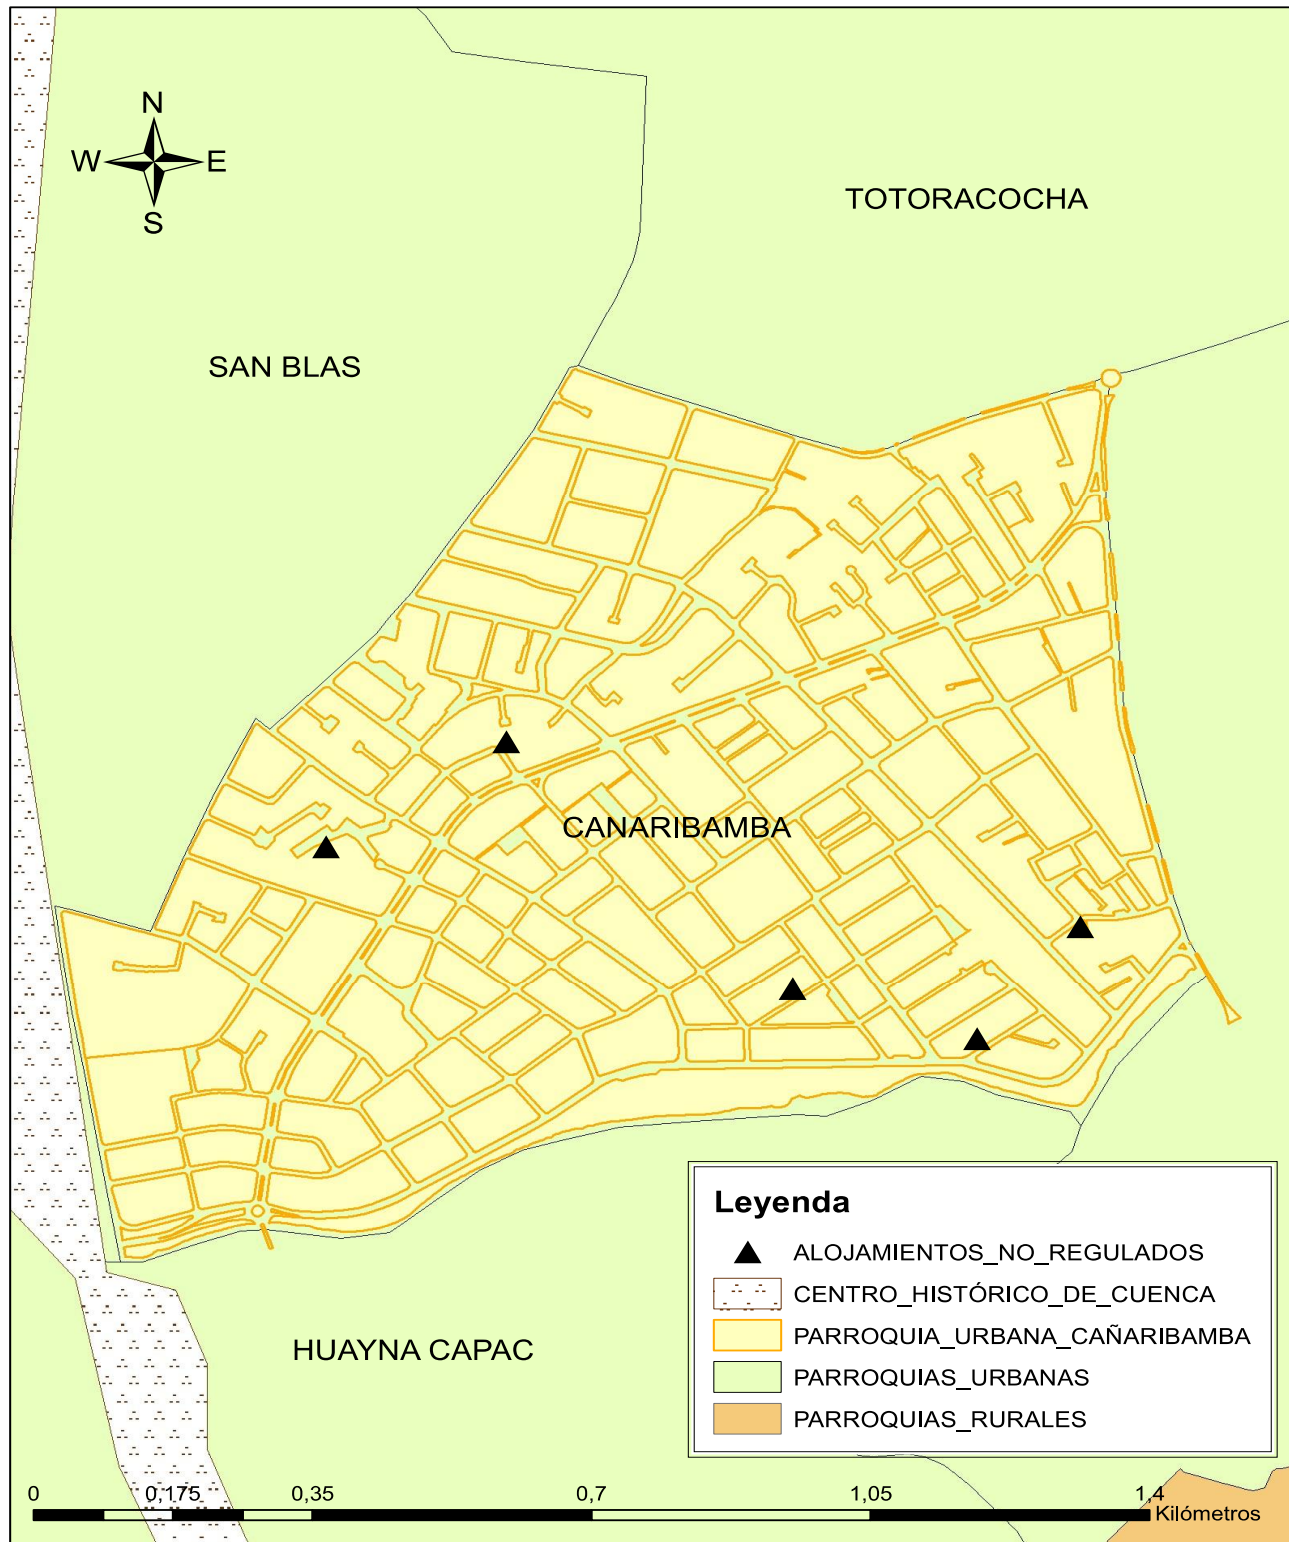 N
W E
S
TOTORACOCHA
SAN BLAS
CANARIBAMBA
HUAYNA CAPAC
Leyenda
ALOJAMIENTOS_NO_REGULADOS
CENTRO_HISTÓRICO_DE_CUENCA
PARROQUIA_URBANA_CAÑARIBAMBA
PARROQUIAS_URBANAS
PARROQUIAS_RURALES
0 0,175 0,35 0,7 1,05 1,4
Kilómetros